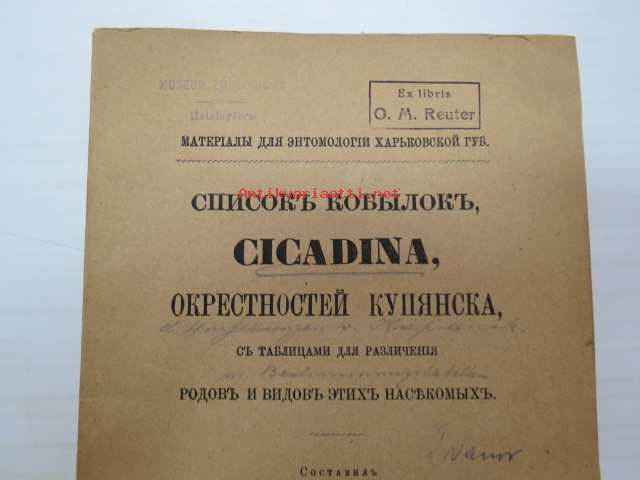 MUSEUM ZOOLOGICUM
Helsingfors
Ex libris
O. M. Reuter
МАТЕРІАЛЫ ДЛЯ ЭНТОМОЛОГІИ ХАРЬКОВСКОЙ ГУБ.
Antikvariaatti.net
СПИСОКЪ КОБЫЛОКЪ,
CICADINA,
ОКРЕСТНОСТЕЙ КУПЯНСКА,
СЪ ТАБЛИЦАМИ ДЛЯ РАЗЛИЧЕНІЯ
m. Bestimmungstabellen
РОДОВЪ И ВИДОВЪ ЭТИХЪ НАСѢКОМЫХЪ.
СОСТАВИЛЪ